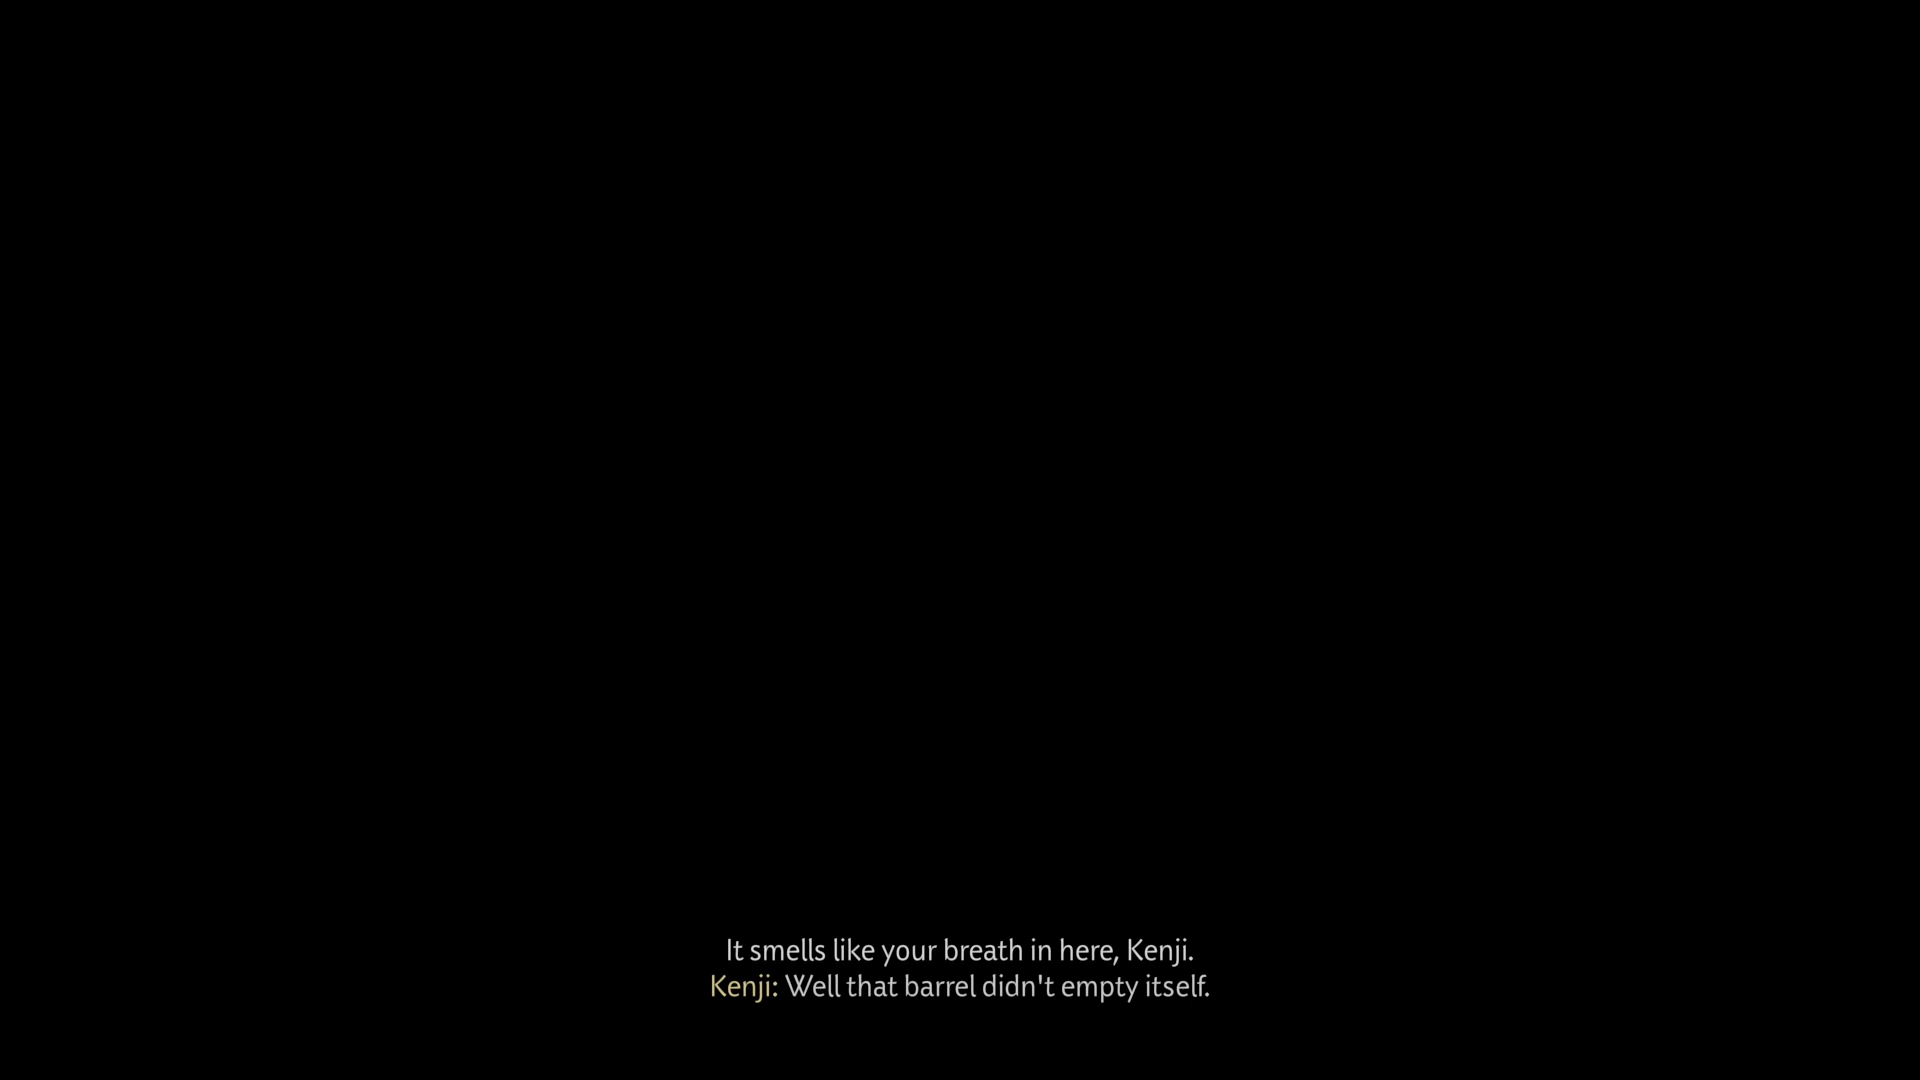 It smells like your breath in here, Kenji.
Kenji: Well that barrel didn't empty itself.